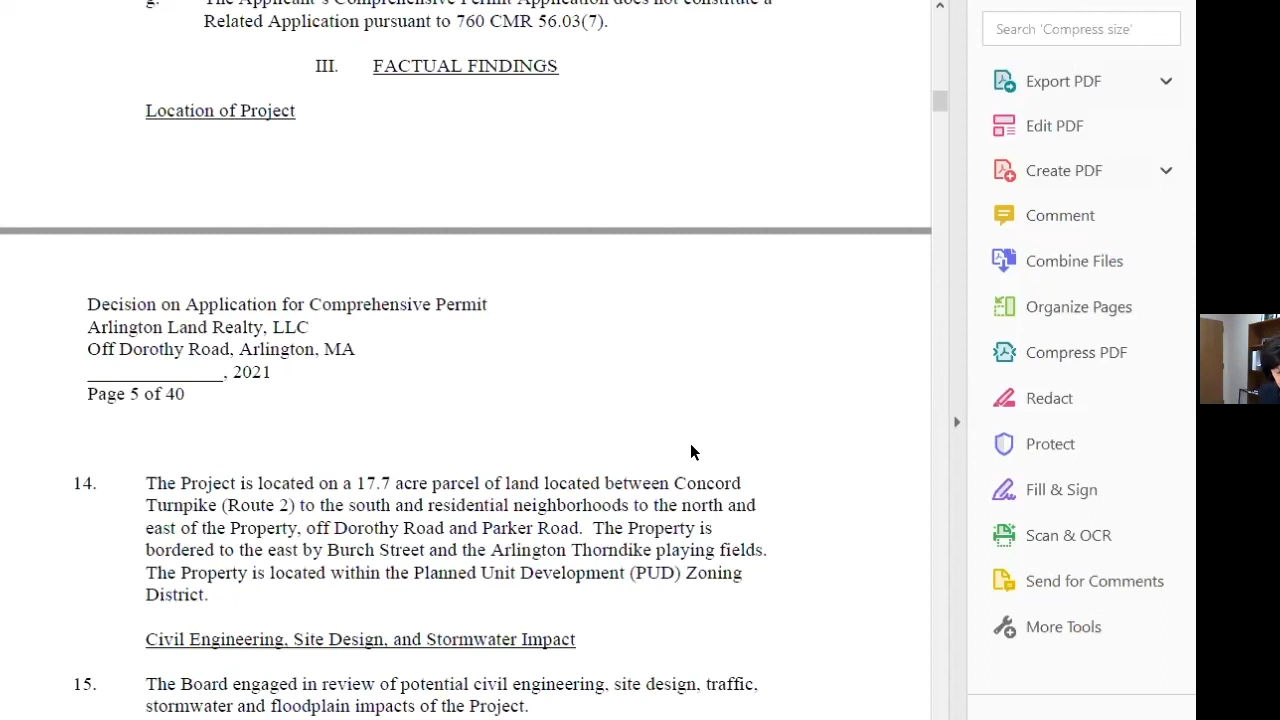 g. The Applicant's Comprehensive Permit Application does not constitute a
Related Application pursuant to 760 CMR 56.03(7).
III. FACTUAL FINDINGS
Location of Project
Decision on Application for Comprehensive Permit
Arlington Land Realty, LLC
Off Dorothy Road, Arlington, MA
_______________, 2021
Page 5 of 40
14. The Project is located on a 17.7 acre parcel of land located between Concord
Turnpike (Route 2) to the south and residential neighborhoods to the north and
east of the Property, off Dorothy Road and Parker Road. The Property is
bordered to the east by Burch Street and the Arlington Thorndike playing fields.
The Property is located within the Planned Unit Development (PUD) Zoning
District.
Civil Engineering, Site Design, and Stormwater Impact
15. The Board engaged in review of potential civil engineering, site design, traffic,
stormwater and floodplain impacts of the Project.
Search 'Compress size'
Export PDF
Edit PDF
Create PDF
Comment
Combine Files
Organize Pages
Compress PDF
Redact
Protect
Fill & Sign
Scan & OCR
Send for Comments
More Tools